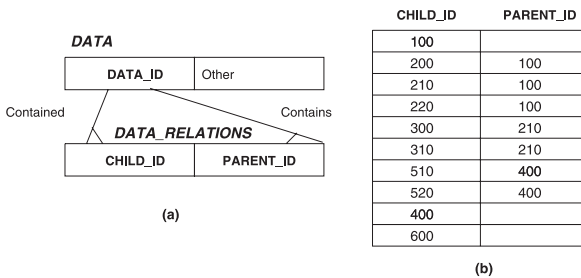 DATA
DATA_ID Other
Contained Contains
DATA_RELATIONS
CHILD_ID PARENT_ID
(a)
CHILD_ID PARENT_ID
100
200 100
210 100
220 100
300 210
310 210
510 400
520 400
400
600
(b)